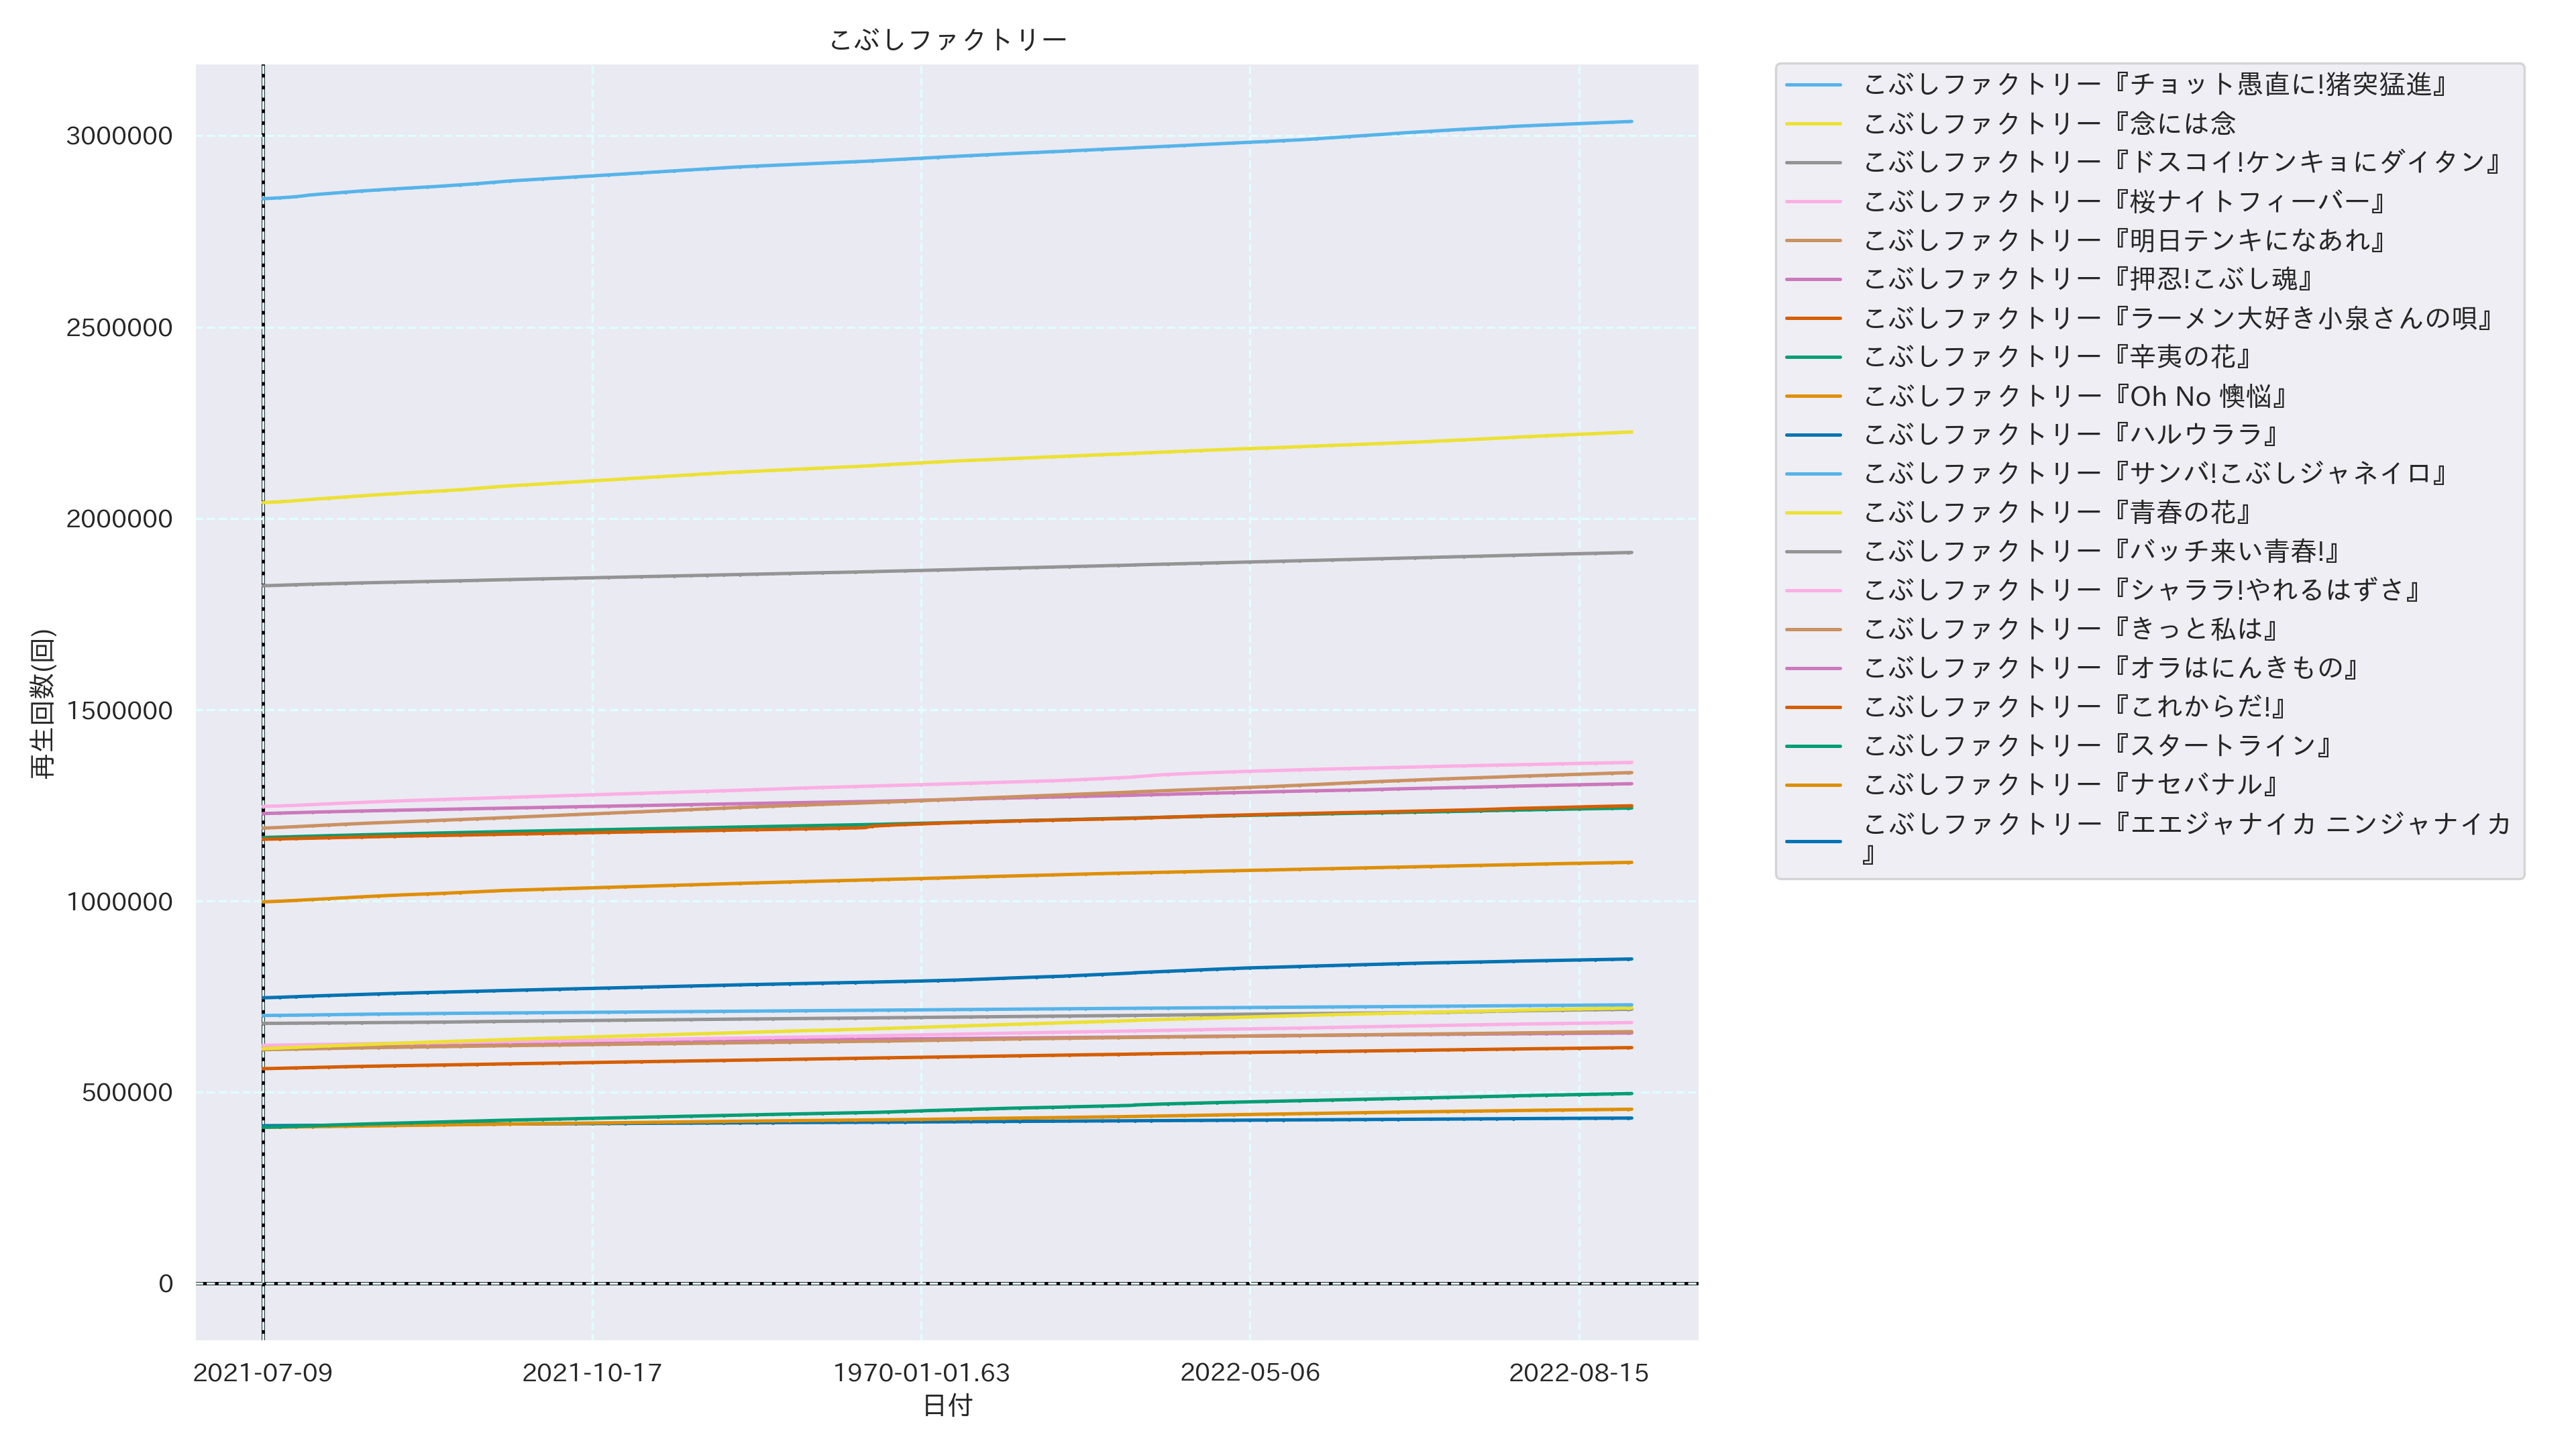 こぶしファクトリー
3000000
2500000
2000000
1500000
1000000
500000
0
再生回数(回)
2021-07-09
2021-10-17
1970-01-01.63
2022-05-06
2022-08-15
日付
こぶしファクトリー『チョット愚直に!猪突猛進』
こぶしファクトリー『念には念
こぶしファクトリー『ドスコイ!ケンキョにダイタン』
こぶしファクトリー『桜ナイトフィーバー』
こぶしファクトリー『明日テンキになあれ』
こぶしファクトリー『押忍!こぶし魂』
こぶしファクトリー『ラーメン大好き小泉さんの唄』
こぶしファクトリー『辛夷の花』
こぶしファクトリー『Oh No 懊悩』
こぶしファクトリー『ハルウララ』
こぶしファクトリー『サンバ!こぶしジャネイロ』
こぶしファクトリー『青春の花』
こぶしファクトリー『バッチ来い青春!』
こぶしファクトリー『シャララ!やれるはずさ』
こぶしファクトリー『きっと私は』
こぶしファクトリー『オラはにんきもの』
こぶしファクトリー『これからだ!』
こぶしファクトリー『スタートライン』
こぶしファクトリー『ナセバナル』
こぶしファクトリー『エエジャナイカ ニンジャナイカ
』